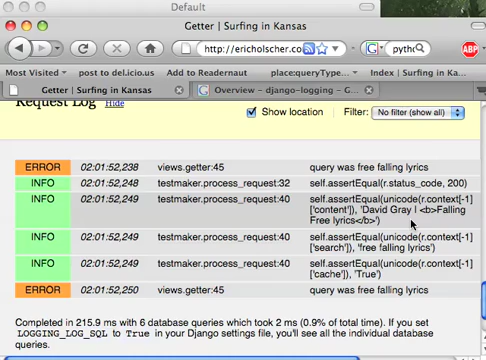 Default
Getter | Surfing in Kansas
http://ericholscher.co
pytho
ABP
Most Visited
post to del.icio.us
Add to Readernaut
place:queryType...
Index | Surfing in Ka...
Getter | Surfing in Kansas
Overview – django-logging – G...
Request Log Hide
Show location
Filter: No filter (show all)
ERROR 02:01:52,238 views.getter:45 query was free falling lyrics
INFO 02:01:52,248 testmaker.process_request:32 self.assertEqual(r.status_code, 200)
INFO 02:01:52,249 testmaker.process_request:40 self.assertEqual(unicode(r.context[-1]
['content'], 'David Gray | <b>Falling
Free lyrics</b>')
INFO 02:01:52,249 testmaker.process_request:40 self.assertEqual(unicode(r.context[-1]
['search'], 'free falling lyrics')
INFO 02:01:52,249 testmaker.process_request:40 self.assertEqual(unicode(r.context[-1]
['cache'], 'True')
ERROR 02:01:52,250 views.getter:45 query was free falling lyrics
Completed in 215.9 ms with 6 database queries which took 2 ms (0.9% of total time). If you set
LOGGING_LOG_SQL to True in your Django settings file, you'll see all the individual database
queries.